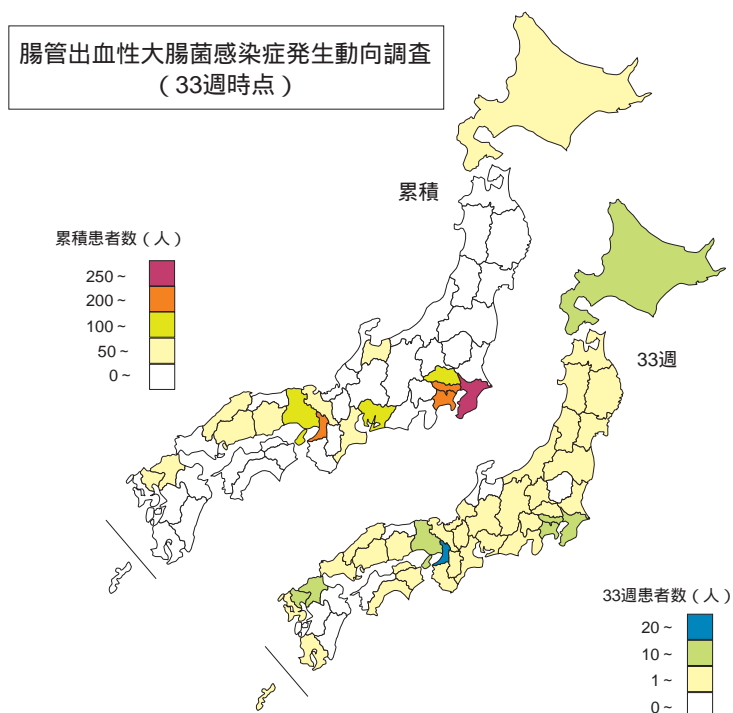 腸管出血性大腸菌感染症発生動向調査
（33週時点）
累積
累積患者数（人）
250～
200～
100～
50～
0～
33週
33週患者数（人）
20～
10～
1～
0～